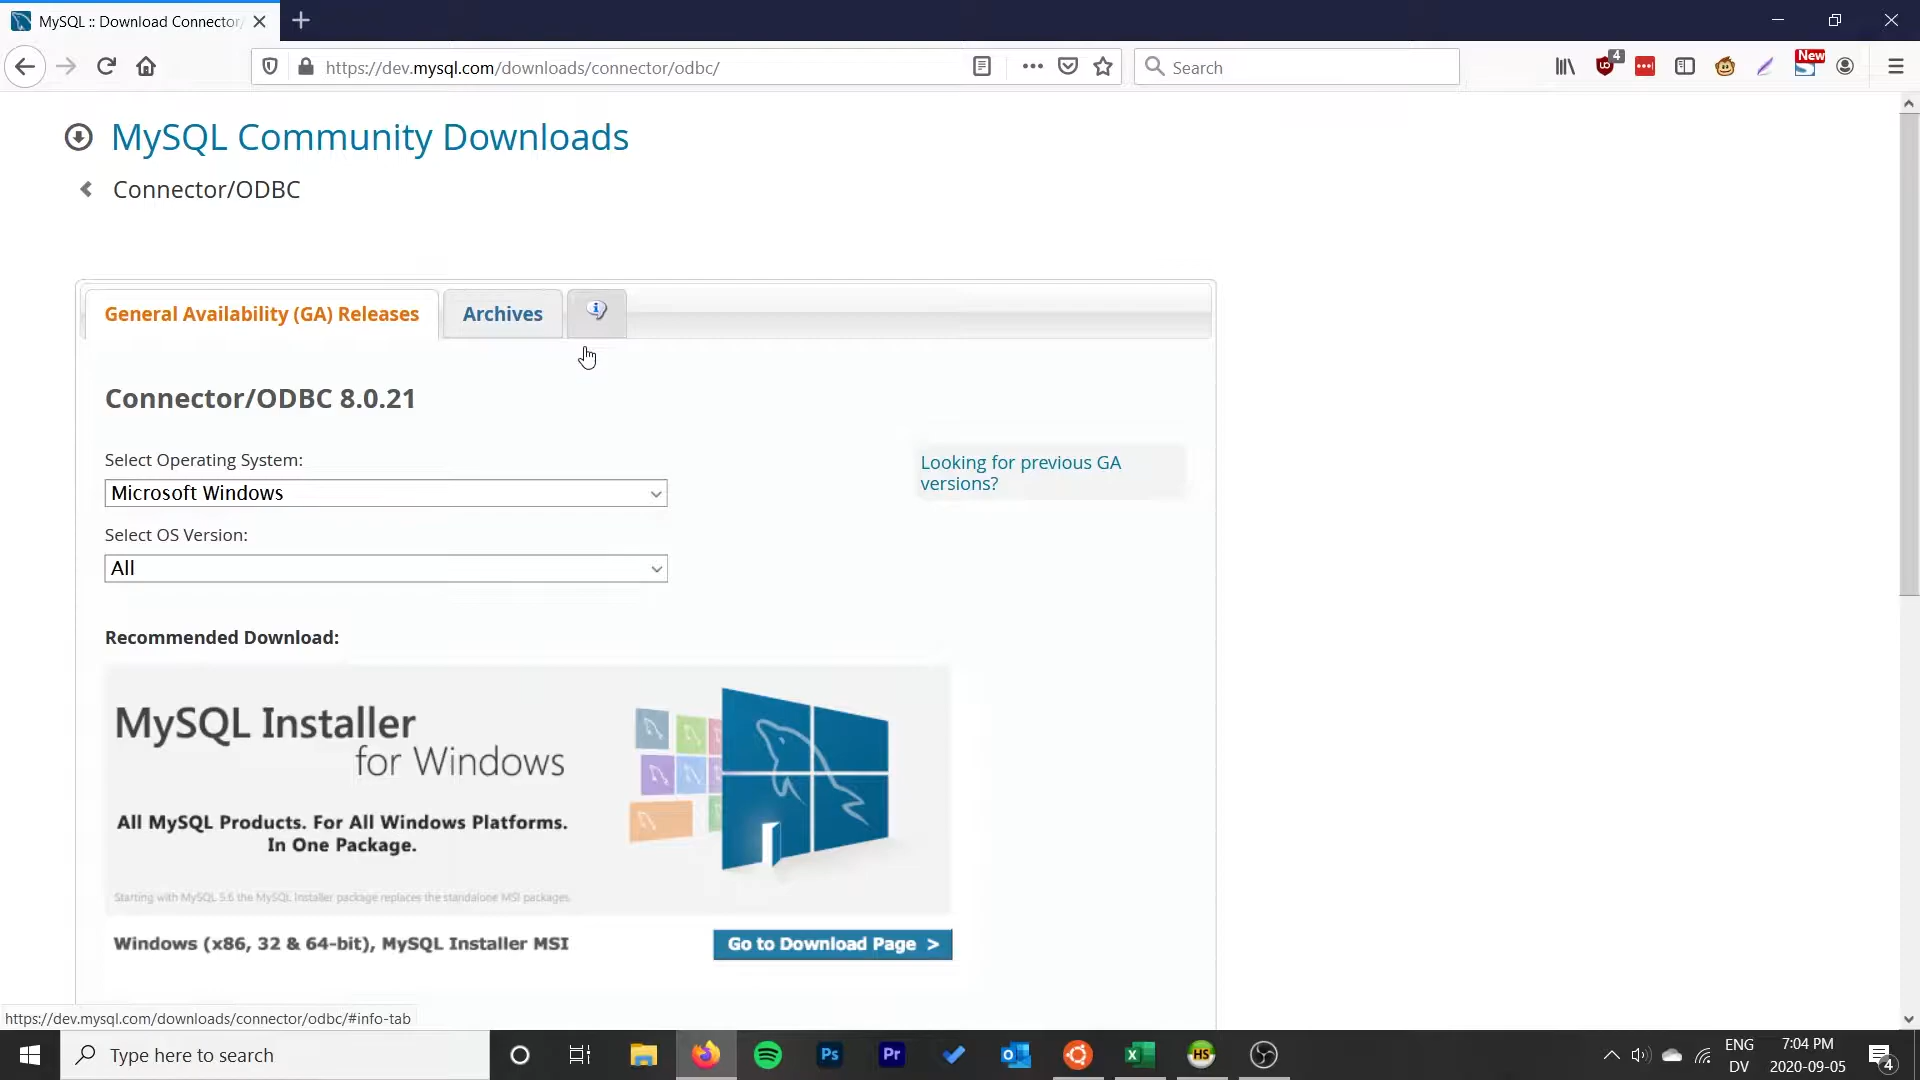 MySQL :: Download Connector/
https://dev.mysql.com/downloads/connector/odbc/
Search
4
New
MySQL Community Downloads
Connector/ODBC
General Availability (GA) Releases
Archives
Connector/ODBC 8.0.21
Select Operating System:
Microsoft Windows
Looking for previous GA
versions?
Select OS Version:
All
Recommended Download:
MySQL Installer
for Windows
All MySQL Products. For All Windows Platforms.
In One Package.
Starting with MySQL 5.6 the MySQL Installer package replaces the standalone MSI packages.
Windows (x86, 32 & 64-bit), MySQL Installer MSI
Go to Download Page >
https://dev.mysql.com/downloads/connector/odbc/#info-tab
Type here to search
Ps
Pr
HS
ENG
DV
7:04 PM
2020-09-05
4